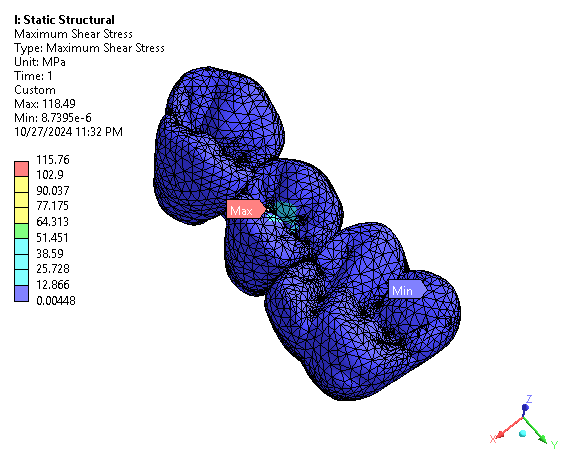 I: Static Structural
Maximum Shear Stress
Type: Maximum Shear Stress
Unit: MPa
Time: 1
Custom
Max: 118.49
Min: 8.7395e-6
10/27/2024 11:32 PM
115.76
102.9
90.037
77.175
64.313
51.451
38.59
25.728
12.866
0.00448
Max
Min
Z
X
Y